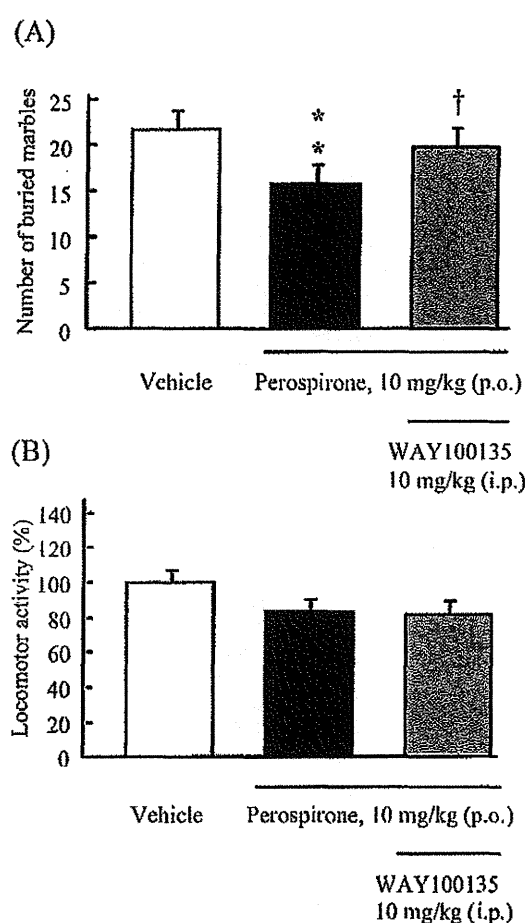 (A)
Number of buried marbles
25
20
15
10
5
0
*
*
†
Vehicle
Perospirone, 10 mg/kg (p.o.)
WAY100135
10 mg/kg (i.p.)
(B)
Locomotor activity (%)
140
120
100
80
60
40
20
0
Vehicle
Perospirone, 10 mg/kg (p.o.)
WAY100135
10 mg/kg (i.p.)